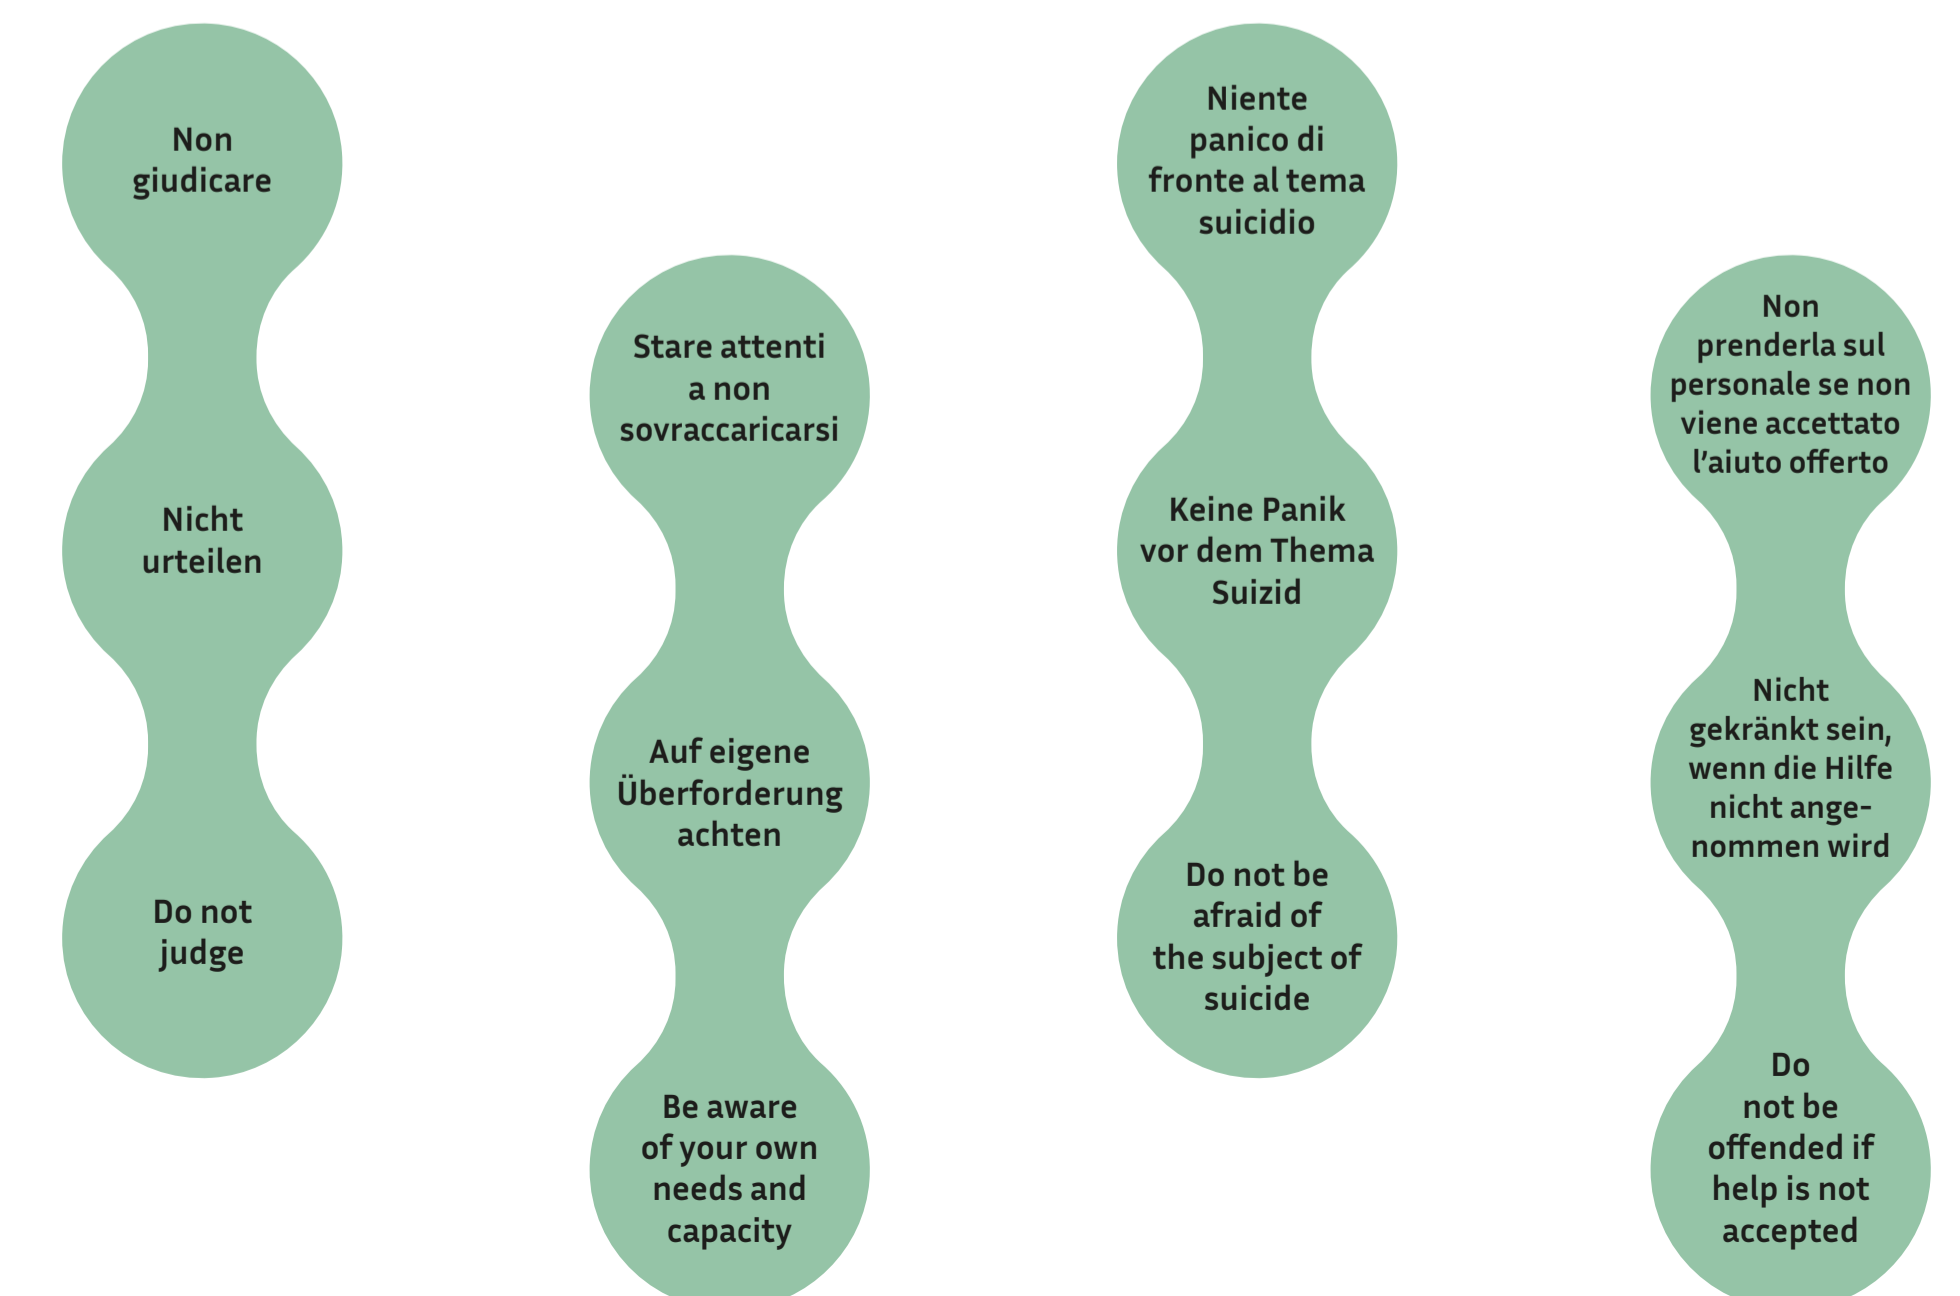 Non
giudicare
Nicht
urteilen
Do not
judge
Stare attenti
a non
sovraccaricarsi
Auf eigene
Überforderung
achten
Be aware
of your own
needs and
capacity
Niente
panico di
fronte al tema
suicidio
Keine Panik
vor dem Thema
Suizid
Do not be
afraid of
the subject of
suicide
Non
prenderla sul
personale se non
viene accettato
l’aiuto offerto
Nicht
gekränkt sein,
wenn die Hilfe
nicht ange-
nommen wird
Do
not be
offended if
help is not
accepted